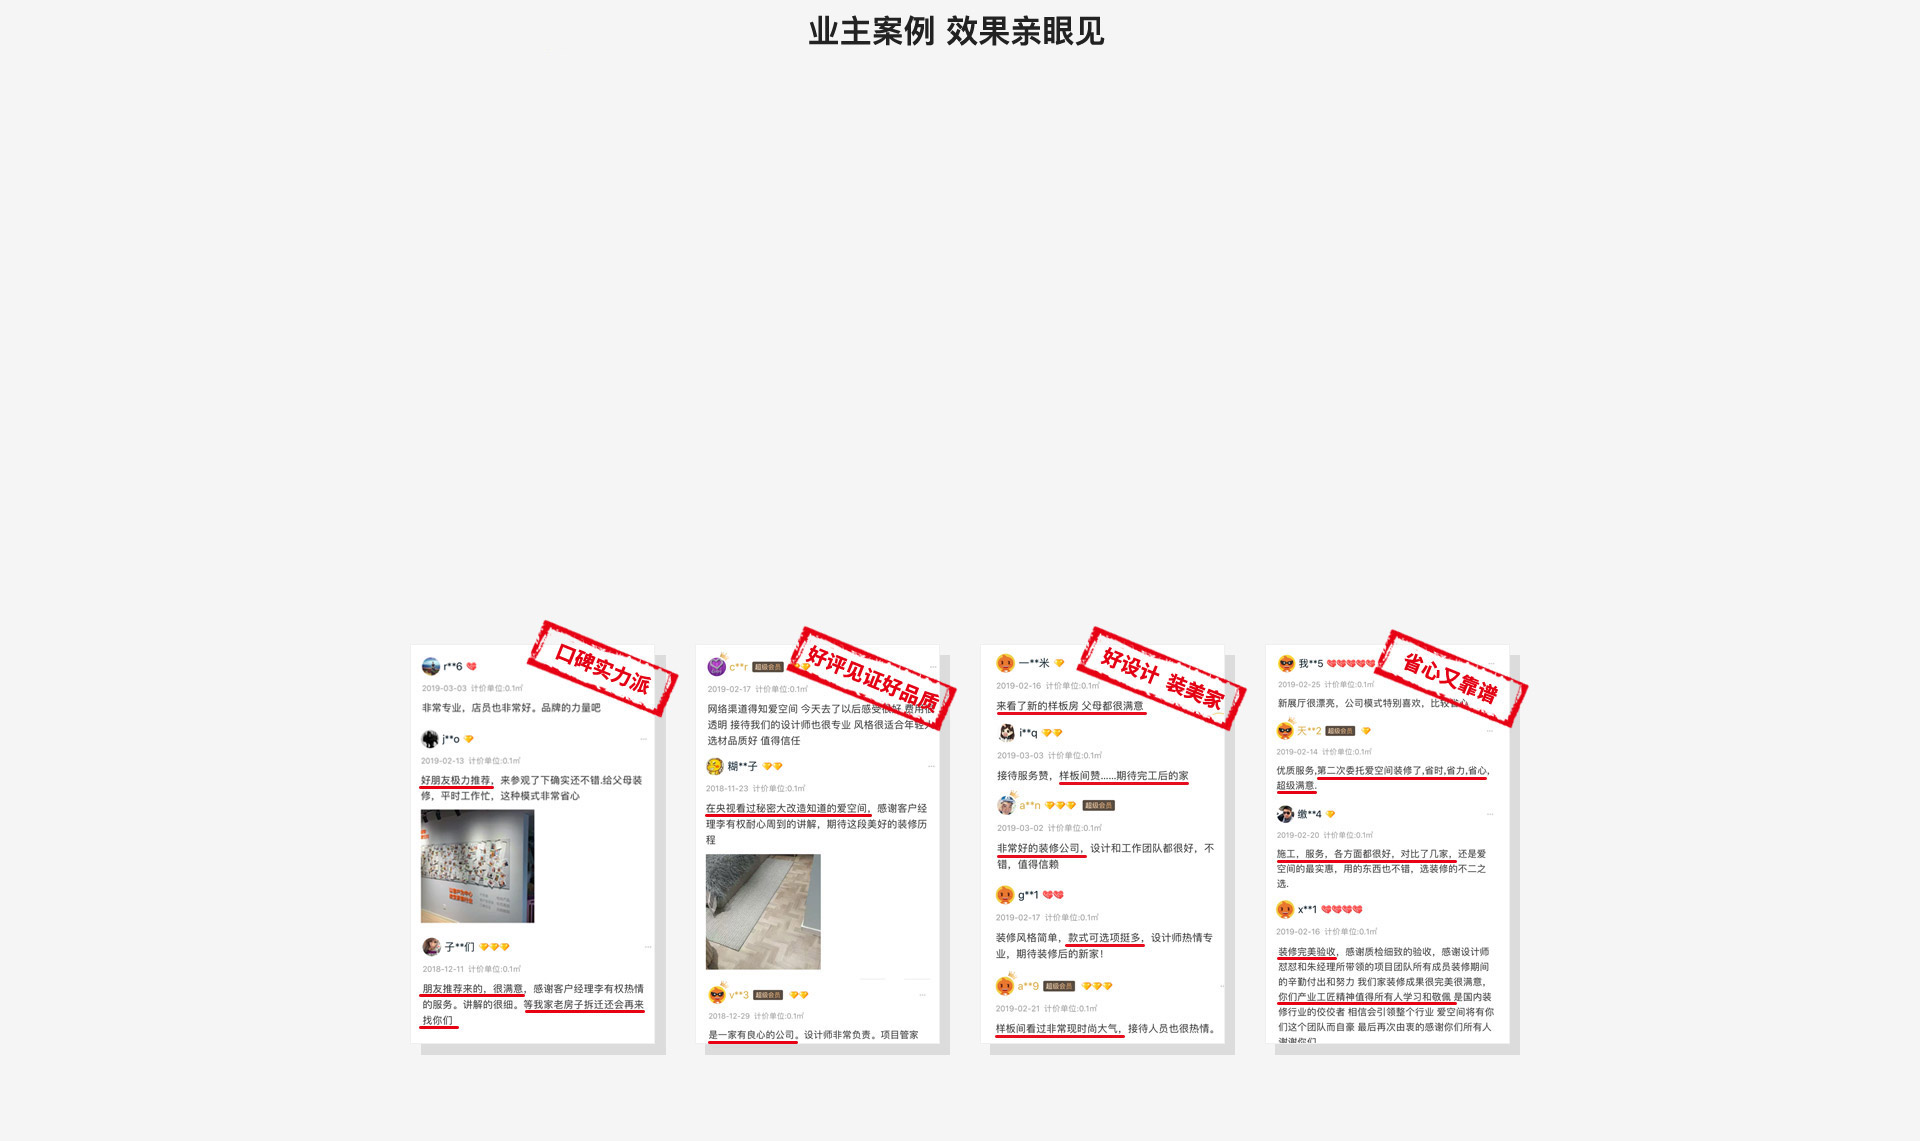 业主案例 效果亲眼见
口碑实力派
r**6
2019-03-03 计价单位:0.1㎡
非常专业，店员也非常好。品牌的力量吧
j**o
2019-02-13 计价单位:0.1㎡
好朋友极力推荐，来参观了下确实还不错.给父母装
修，平时工作忙，这种模式非常省心
子**们
2018-12-11 计价单位:0.1㎡
朋友推荐来的，很满意，感谢客户经理李有权热情
的服务。讲解的很细。等我家老房子拆迁还会再来
找你们
好评见证好品质
c**r 超级会员
2019-02-17 计价单位:0.1㎡
网络渠道得知爱空间 今天去了以后感受很好 费用很
透明 接待我们的设计师也很专业 风格很适合年轻人
选材品质好 值得信任
糊**子
2018-11-23 计价单位:0.1㎡
在央视看过秘密大改造知道的爱空间，感谢客户经
理李有权耐心周到的讲解，期待这段美好的装修历
程
v**3 超级会员
2018-12-29 计价单位:0.1㎡
是一家有良心的公司。设计师非常负责。项目管家
好设计 装美家
一**米
2019-02-16 计价单位:0.1㎡
来看了新的样板房 父母都很满意
i**q
2019-03-03 计价单位:0.1㎡
接待服务赞，样板间赞......期待完工后的家
a**n 超级会员
2019-03-02 计价单位:0.1㎡
非常好的装修公司，设计和工作团队都很好，不
错，值得信赖
g**1
2019-02-17 计价单位:0.1㎡
装修风格简单，款式可选项挺多，设计师热情专
业，期待装修后的新家！
a**9 超级会员
2019-02-21 计价单位:0.1㎡
样板间看过非常现时尚大气，接待人员也很热情。
省心又靠谱
我**5
2019-02-25 计价单位:0.1㎡
新展厅很漂亮，公司模式特别喜欢，比较省心
天**2 超级会员
2019-02-14 计价单位:0.1㎡
优质服务,第二次委托爱空间装修了,省时,省力,省心,
超级满意.
缴**4
2019-02-20 计价单位:0.1㎡
施工，服务，各方面都很好，对比了几家，还是爱
空间的最实惠，用的东西也不错，选装修的不二之
选.
x**1
2019-02-16 计价单位:0.1㎡
装修完美验收，感谢质检细致的验收，感谢设计师
怼怼和朱经理所带领的项目团队所有成员装修期间
的辛勤付出和努力 我们家装修成果很完美很满意，
你们产业工匠精神值得所有人学习和敬佩 是国内装
修行业的佼佼者 相信会引领整个行业 爱空间将有你
们这个团队而自豪 最后再次由衷的感谢你们所有人
谢谢你们